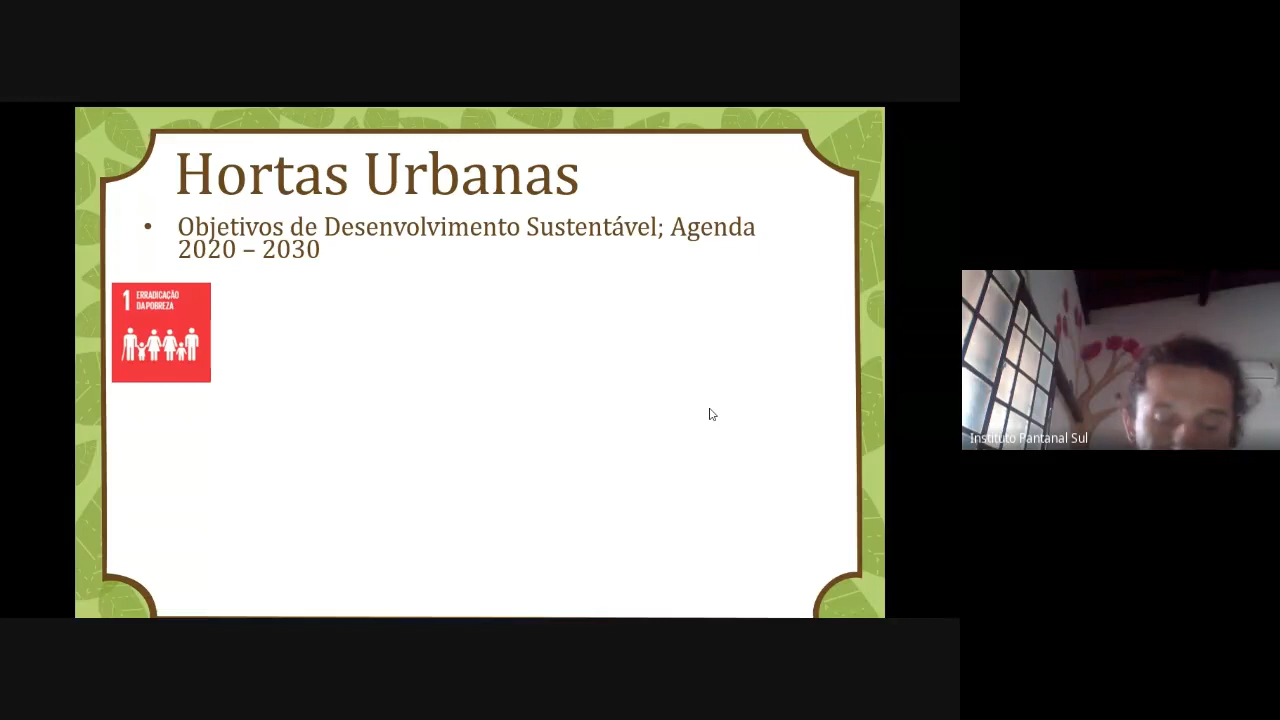 Hortas Urbanas
• Objetivos de Desenvolvimento Sustentável; Agenda
2020 – 2030
1 ERRADICAÇÃO
DA POBREZA
Instituto Pantanal Sul